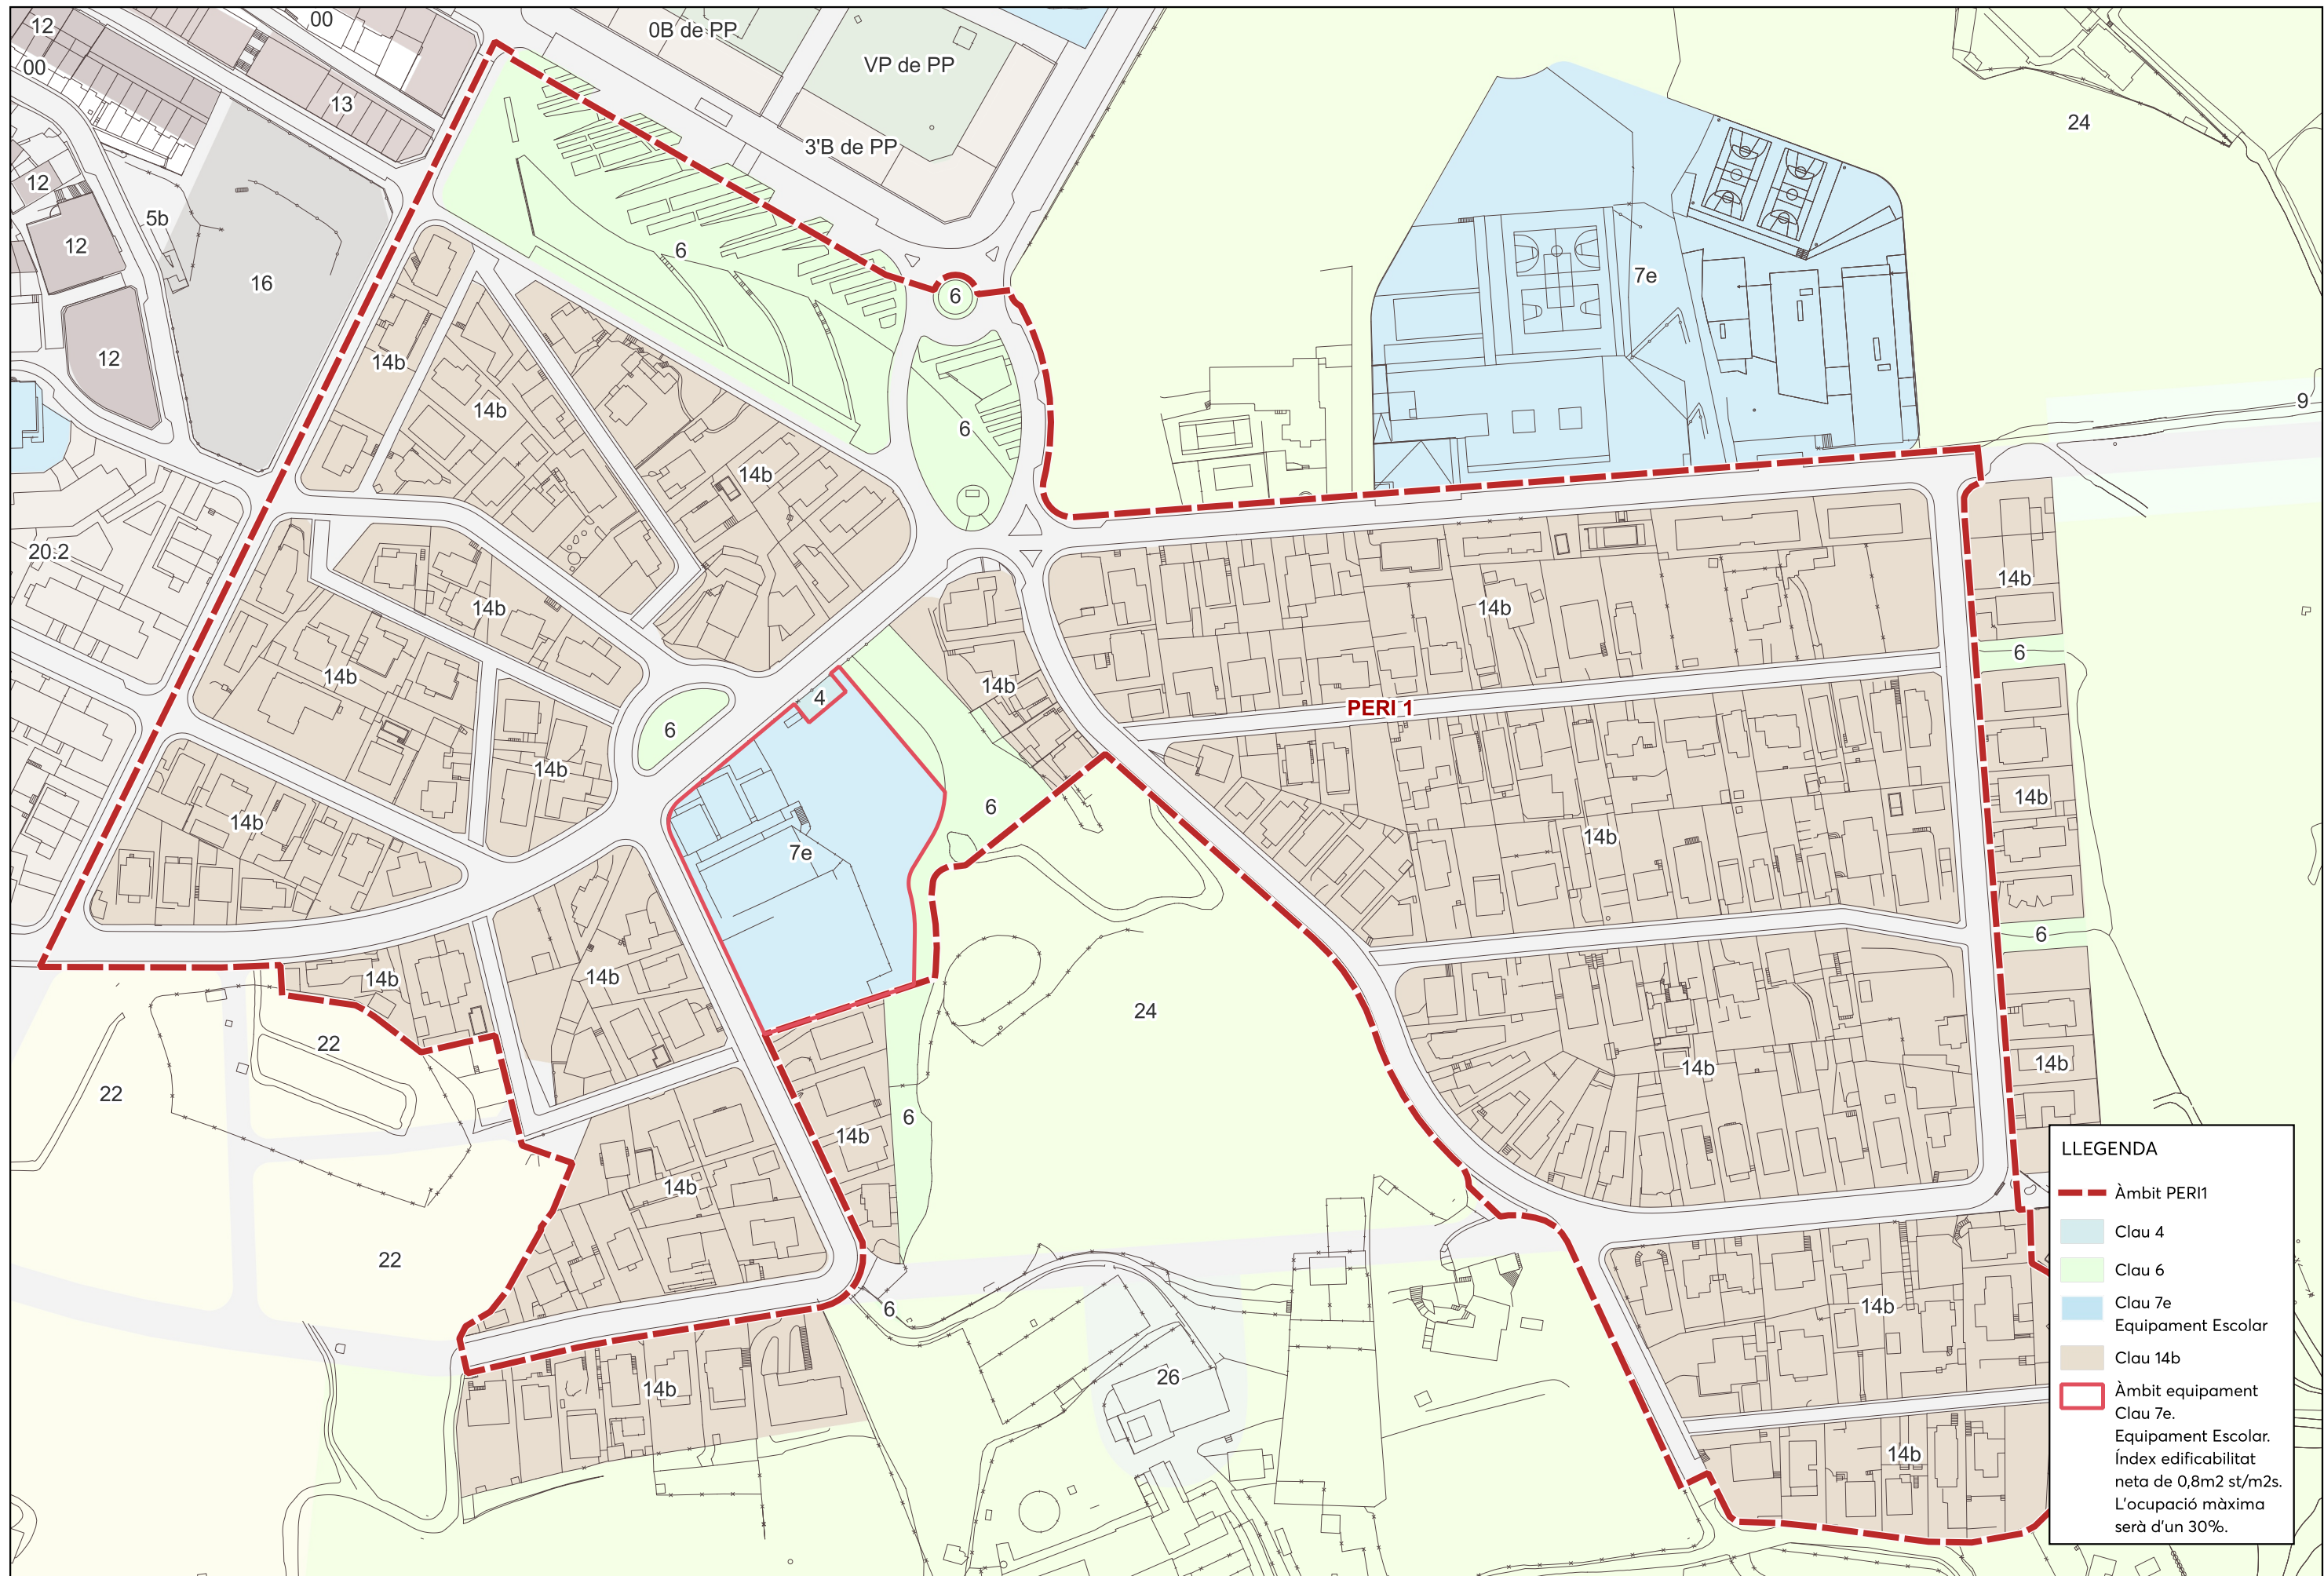 12
00
0B de PP
00
VP de PP
13
24
3'B de PP
12
5b
12
6
7e
16
6
12
14b
9
14b
6
14b
20.2
14b
14b
14b
6
14b
14b
4
PERI 1
6
14b
14b
6
14b
14b
7e
6
14b
14b
24
22
14b
14b
22
6
14b
14b
22
6
14b
26
14b
14b
LLEGENDA
Àmbit PERI1
Clau 4
Clau 6
Clau 7e
Equipament Escolar
Clau 14b
Àmbit equipament
Clau 7e.
Equipament Escolar.
Índex edificabilitat
neta de 0,8m2 st/m2s.
L'ocupació màxima
serà d'un 30%.